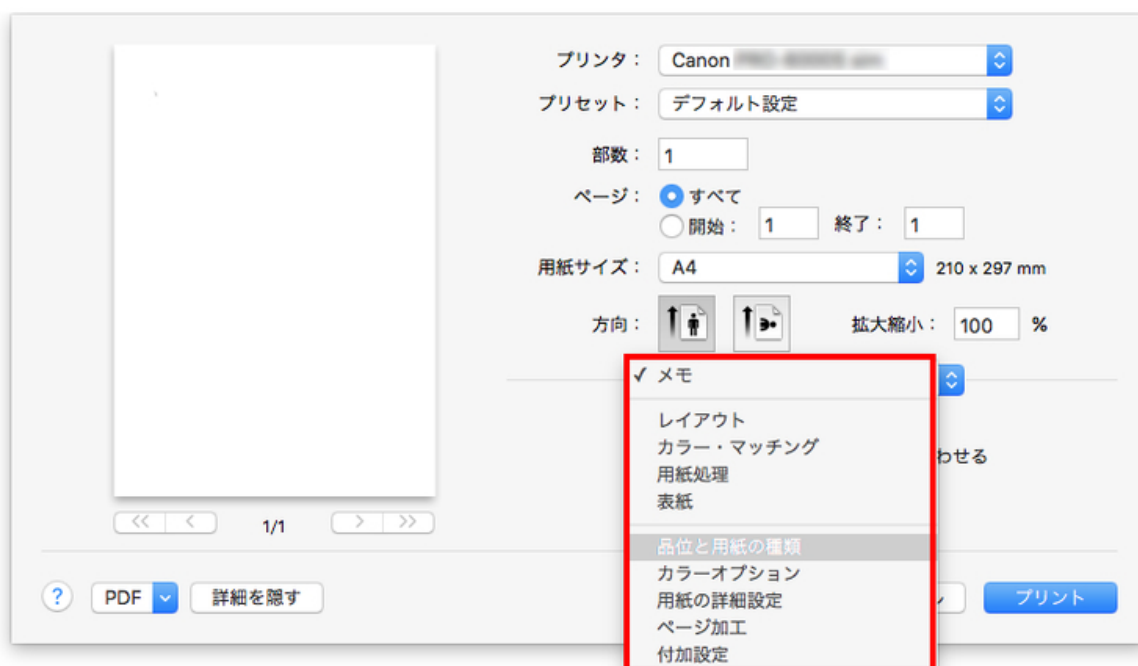 プリンタ： Canon
プリセット： デフォルト設定
部数： 1
ページ： すべて
開始： 1 終了： 1
用紙サイズ： A4 210 x 297 mm
方向： 拡大縮小： 100 %
✓ メモ
レイアウト
カラー・マッチング
わせる
用紙処理
表紙
1/1
品位と用紙の種類
カラーオプション
? PDF 詳細を隠す 用紙の詳細設定 プリント
ページ加工
付加設定